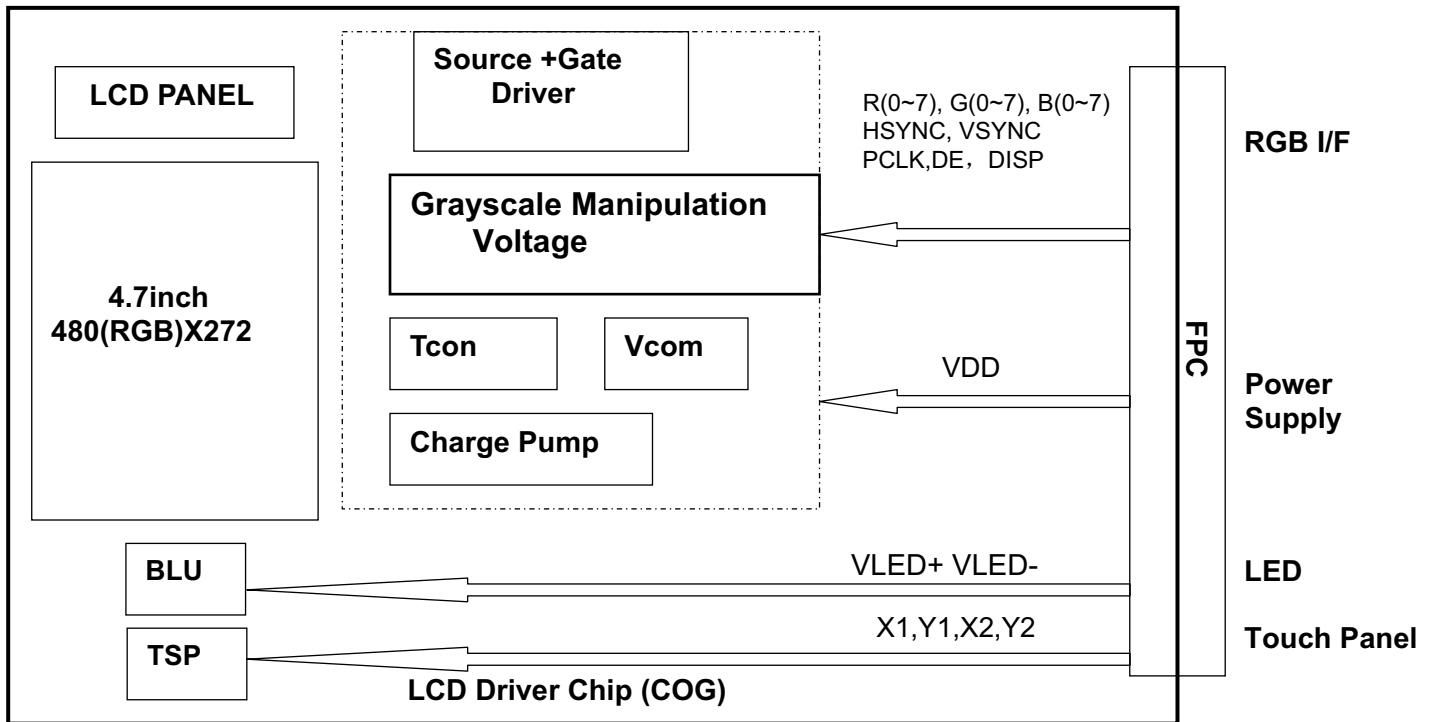 LCD PANEL
4.7inch
480(RGB)X272
Source +Gate
Driver
Grayscale Manipulation
Voltage
Tcon
Vcom
Charge Pump
R(0~7), G(0~7), B(0~7)
HSYNC, VSYNC
PCLK,DE，DISP
RGB I/F
FPC
VDD
Power
Supply
BLU
VLED+ VLED-
LED
TSP
X1,Y1,X2,Y2
Touch Panel
LCD Driver Chip (COG)